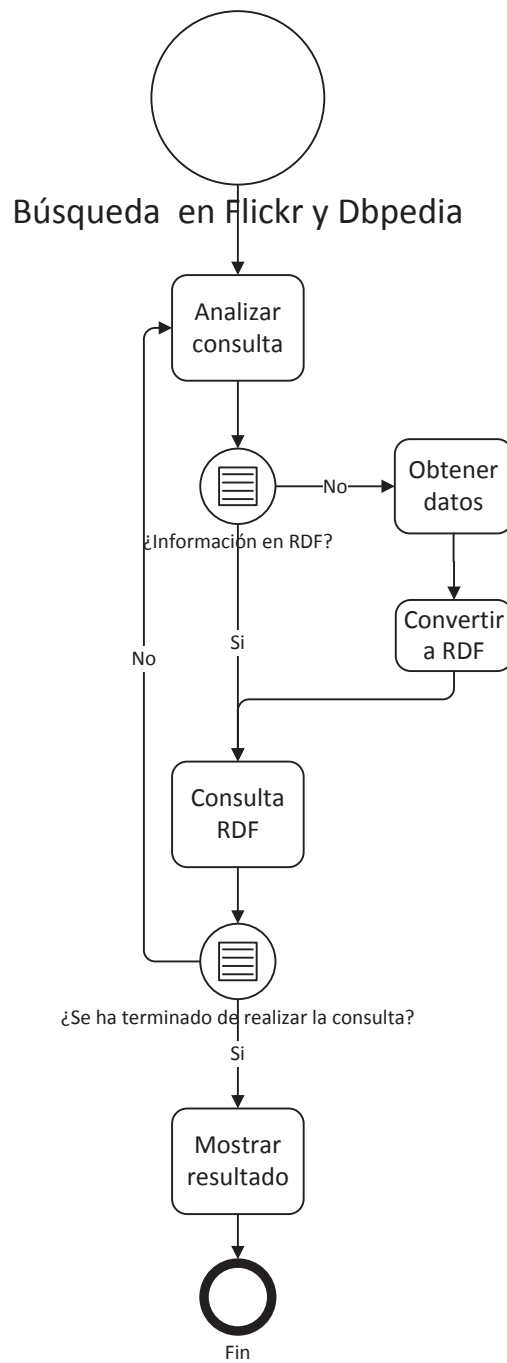 Búsqueda en Flickr y Dbpedia
Analizar
consulta
¿Información en RDF?
No
Obtener
datos
Convertir
a RDF
Si
No
Consulta
RDF
¿Se ha terminado de realizar la consulta?
Si
Mostrar
resultado
Fin